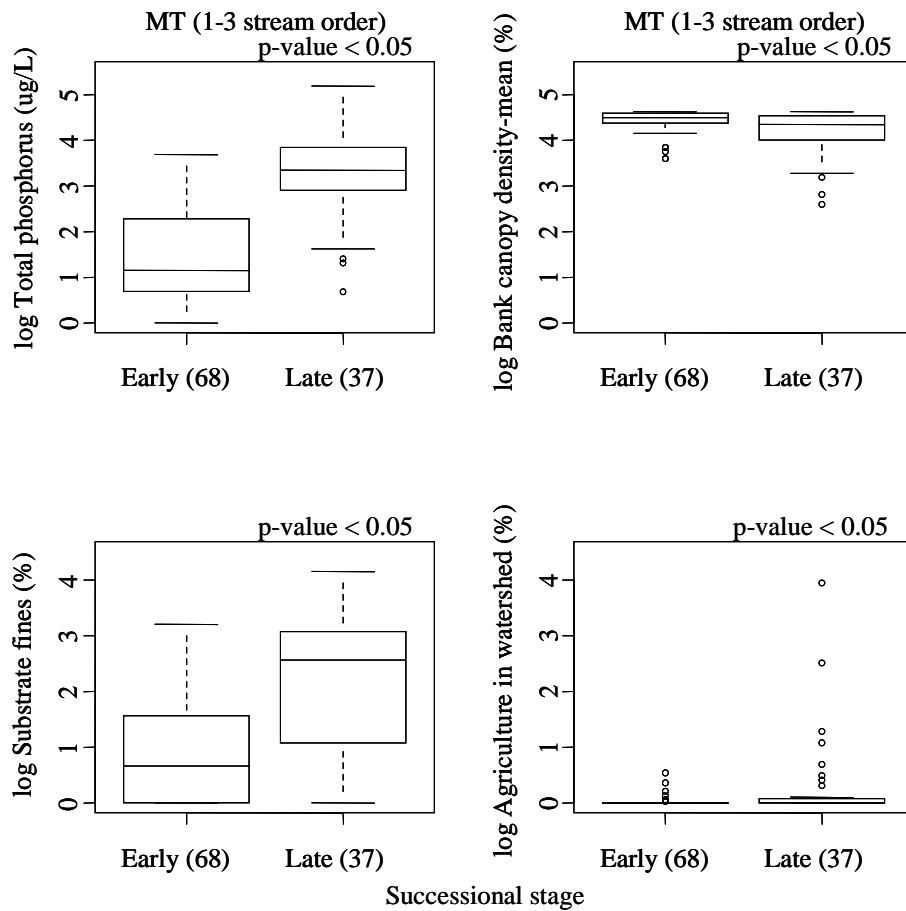 MT (1-3 stream order)
p-value < 0.05
log Total phosphorus (ug/L)
5
4
3
2
1
0
Early (68) Late (37)
MT (1-3 stream order)
p-value < 0.05
log Bank canopy density-mean (%)
5
4
3
2
1
0
Early (68) Late (37)
p-value < 0.05
log Substrate fines (%)
4
3
2
1
0
Early (68) Late (37)
p-value < 0.05
log Agriculture in watershed (%)
4
3
2
1
0
Early (68) Late (37)
Successional stage